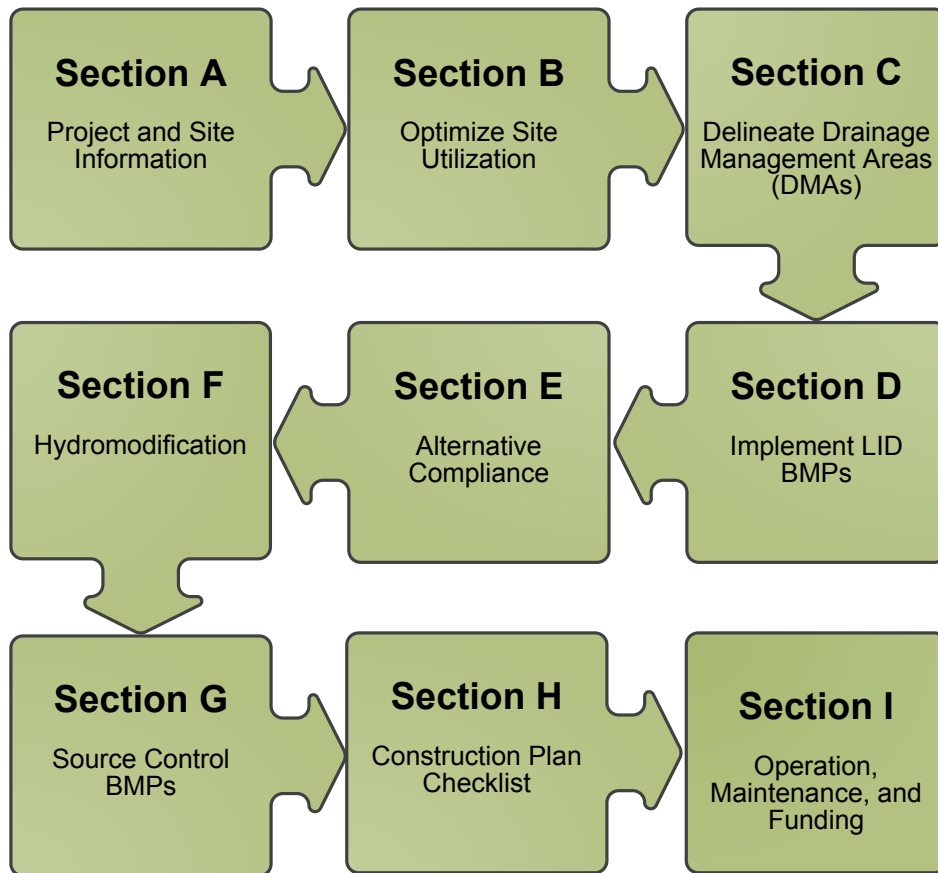 Section A
Project and Site
Information
Section B
Optimize Site
Utilization
Section C
Delineate Drainage
Management Areas
(DMAs)
Section D
Implement LID
BMPs
Section E
Alternative
Compliance
Section F
Hydromodification
Section G
Source Control
BMPs
Section H
Construction Plan
Checklist
Section I
Operation,
Maintenance, and
Funding